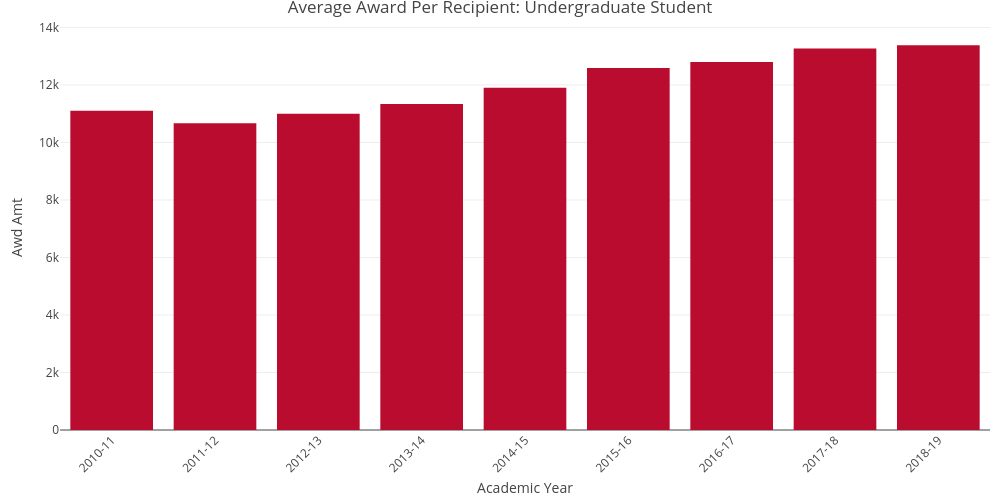 Average Award Per Recipient: Undergraduate Student
14k
12k
10k
8k
6k
4k
2k
0
Awd Amt
2010-11
2011-12
2012-13
2013-14
2014-15
2015-16
2016-17
2017-18
2018-19
Academic Year